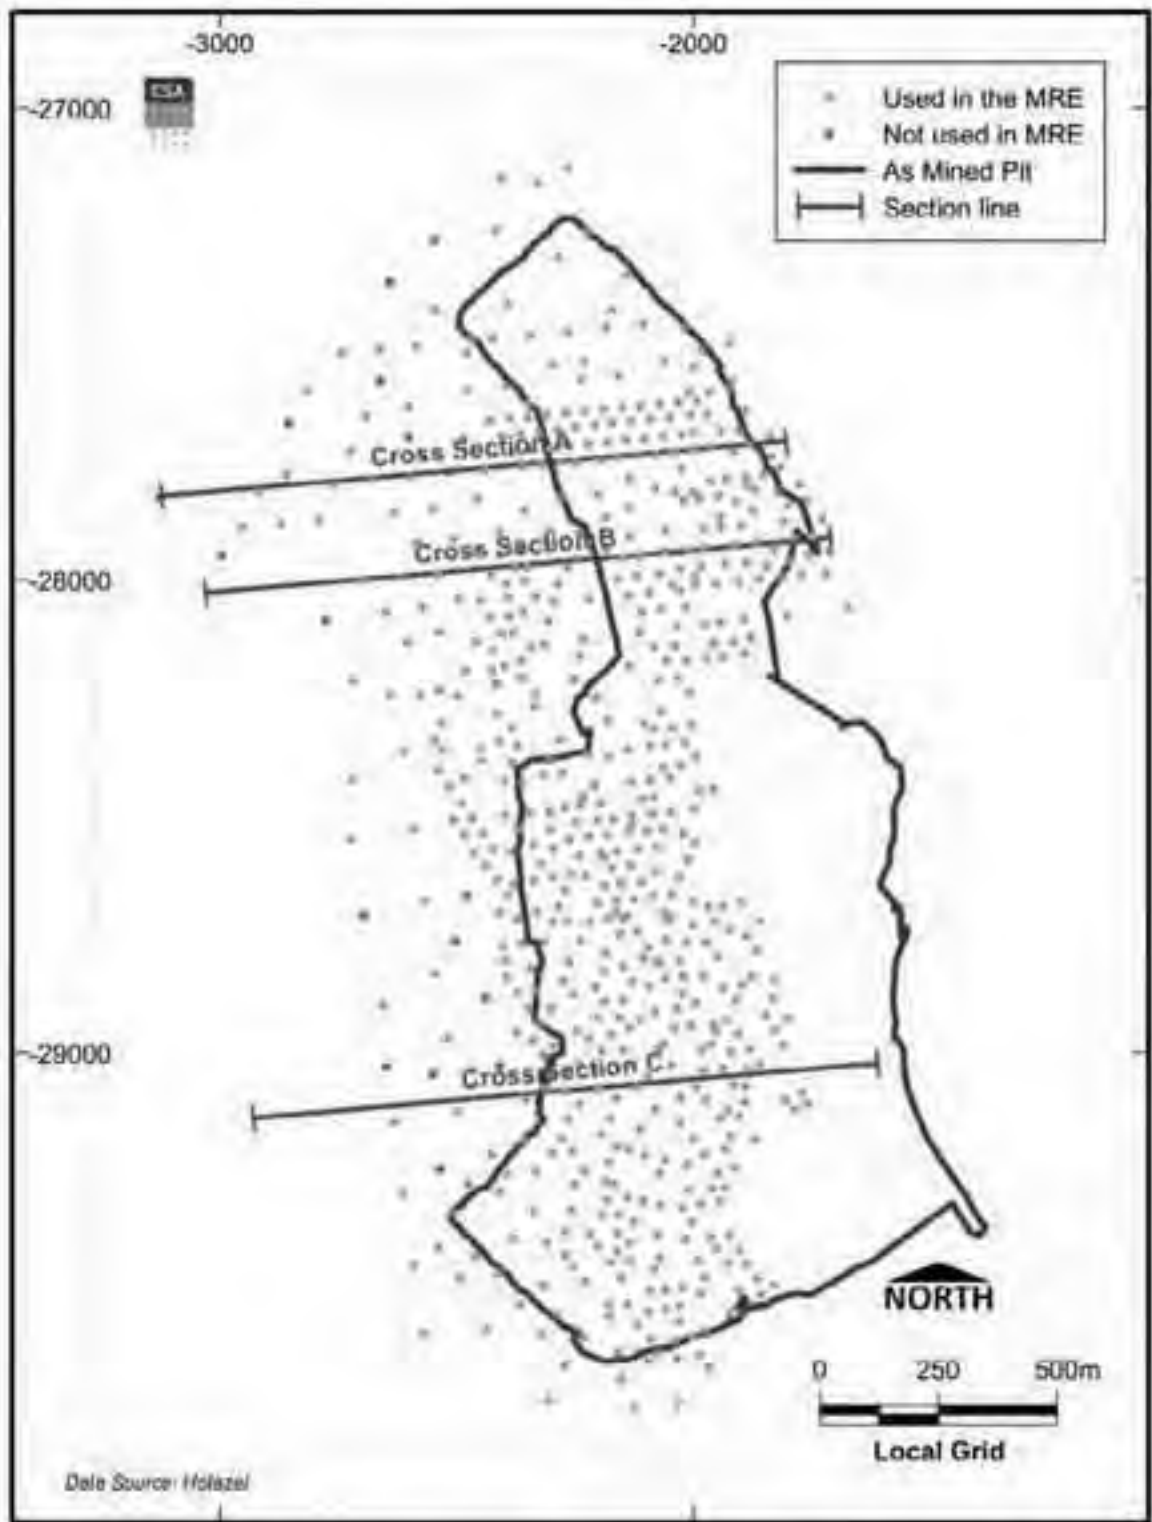 -3000
-2000
-27000
CSA
Used in the MRE
Not used in MRE
As Mined Pit
Section line
Cross Section A
Cross Section B
-28000
-29000
Cross Section C
NORTH
0 250 500m
Local Grid
Data Source: Hotazel